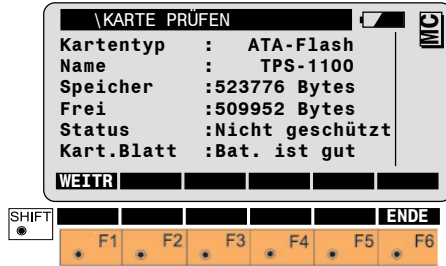 \KARTE PRÜFEN MC
Kartentyp : ATA-Flash
Name : TPS-1100
Speicher :523776 Bytes
Frei :509952 Bytes
Status :Nicht geschützt
Kart.Blatt :Bat. ist gut
WEITR
SHIFT ENDE
F1 F2 F3 F4 F5 F6